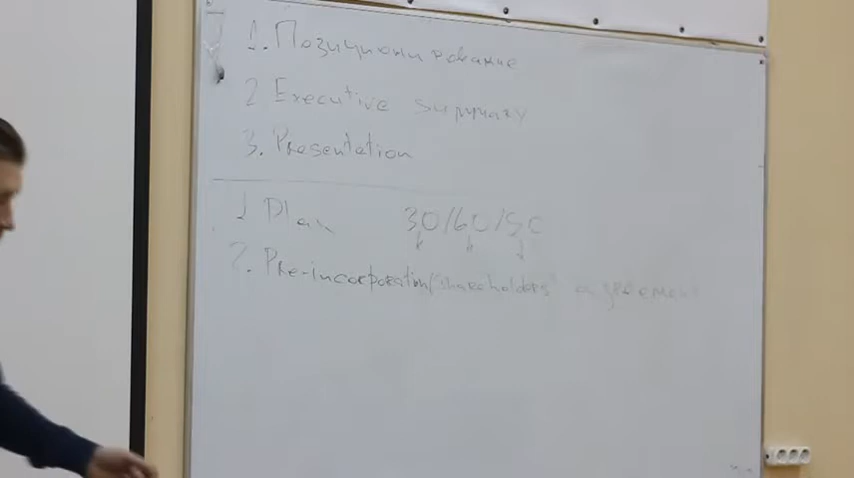 1. Позиционирование
2 Executive summary
3. Presentation
1 Plan 30/60/90
2. Pre-incorporation/shareholders' agreement